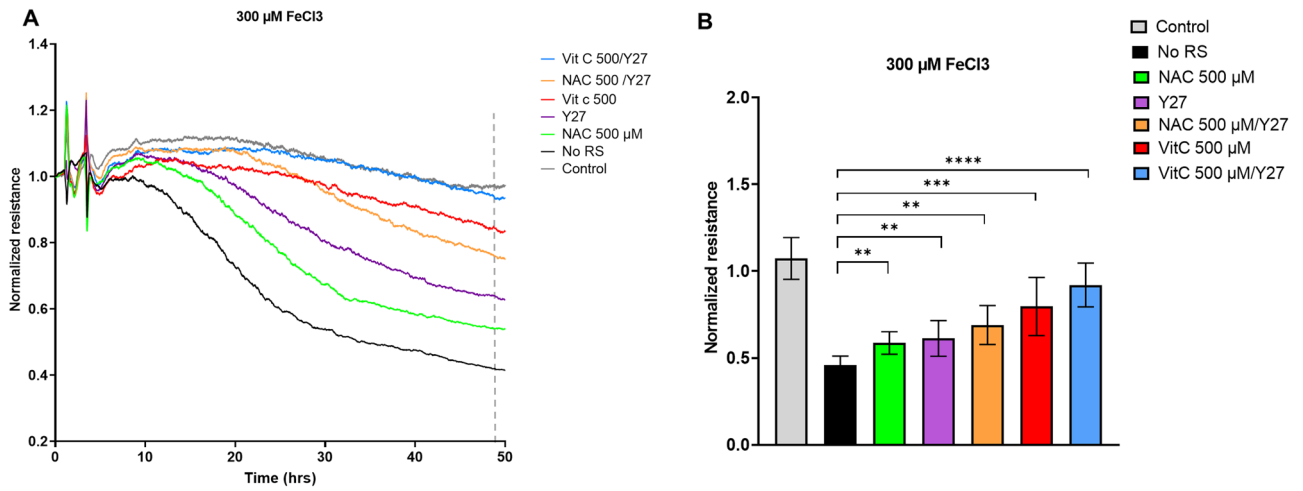 A
300 µM FeCl3
Normalized resistance
1.4
1.2
1.0
0.8
0.6
0.4
0.2
0
10
20
30
40
50
Time (hrs)
Vit C 500/Y27
NAC 500 /Y27
Vit c 500
Y27
NAC 500 µM
No RS
Control
B
300 µM FeCl3
Normalized resistance
2.0
1.5
1.0
0.5
0.0
****
***
**
**
**
Control
No RS
NAC 500 µM
Y27
NAC 500 µM/Y27
VitC 500 µM
VitC 500 µM/Y27